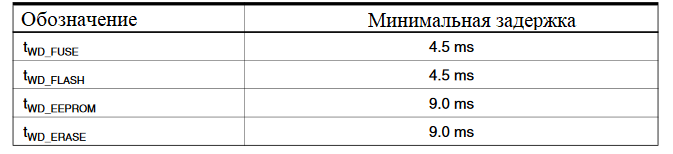 Обозначение Минимальная задержка
tWD_FUSE 4.5 ms
tWD_FLASH 4.5 ms
tWD_EEPROM 9.0 ms
tWD_ERASE 9.0 ms